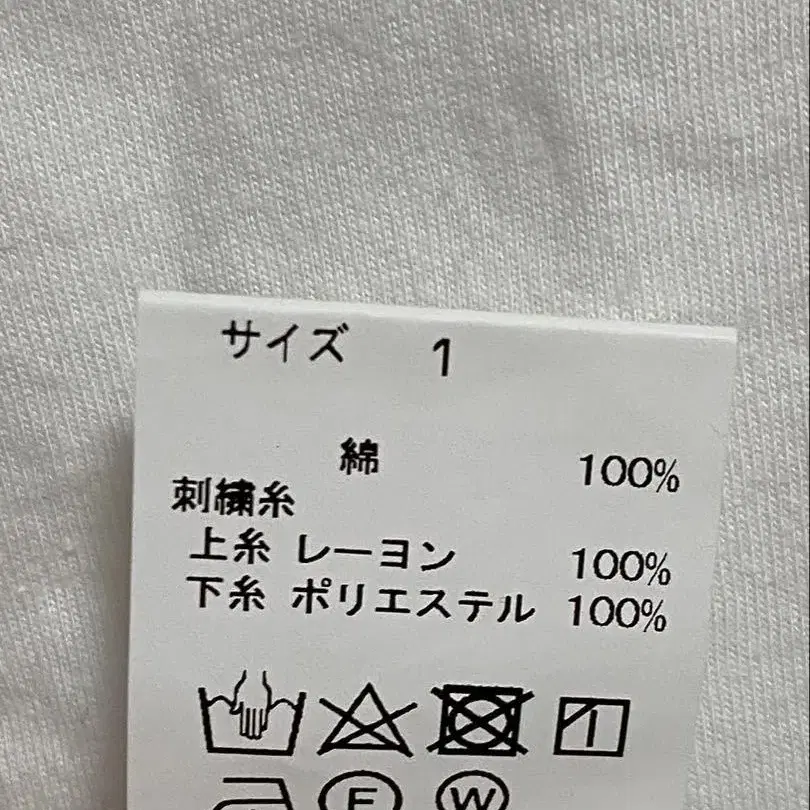 サイズ 1
綿 100%
刺繍糸
上糸 レーヨン 100%
下糸 ポリエステル 100%
F W